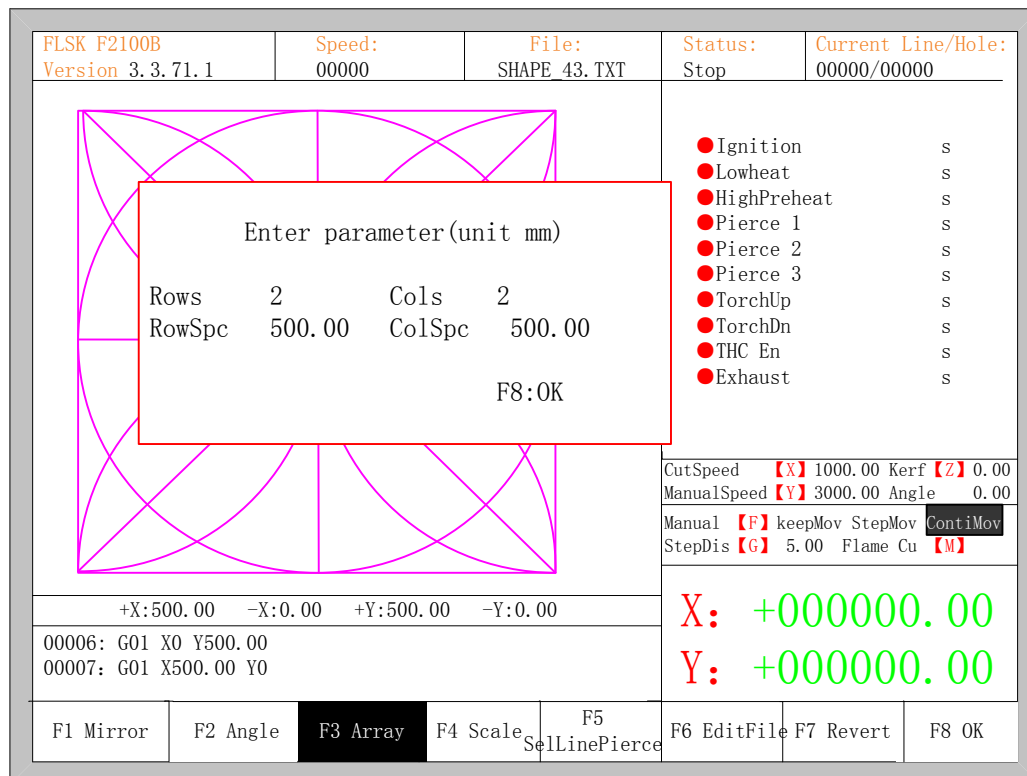 FLSK F2100B
Version 3.3.71.1
Speed:
00000
File:
SHAPE_43.TXT
Status:
Stop
Current Line/Hole:
00000/00000
Enter parameter(unit mm)
Rows 2 Cols 2
RowSpc 500.00 ColSpc 500.00
F8:OK
Ignition s
Lowheat s
HighPreheat s
Pierce 1 s
Pierce 2 s
Pierce 3 s
TorchUp s
TorchDn s
THC En s
Exhaust s
CutSpeed 【X】 1000.00 Kerf【Z】 0.00
ManualSpeed【Y】 3000.00 Angle 0.00
Manual 【F】 keepMov StepMov ContiMov
StepDis【G】 5.00 Flame Cu 【M】
+X:500.00 -X:0.00 +Y:500.00 -Y:0.00
00006: G01 X0 Y500.00
00007: G01 X500.00 Y0
X: +000000.00
Y: +000000.00
F1 Mirror
F2 Angle
F3 Array
F4 Scale
F5
SelLinePierce
F6 EditFile
F7 Revert
F8 OK